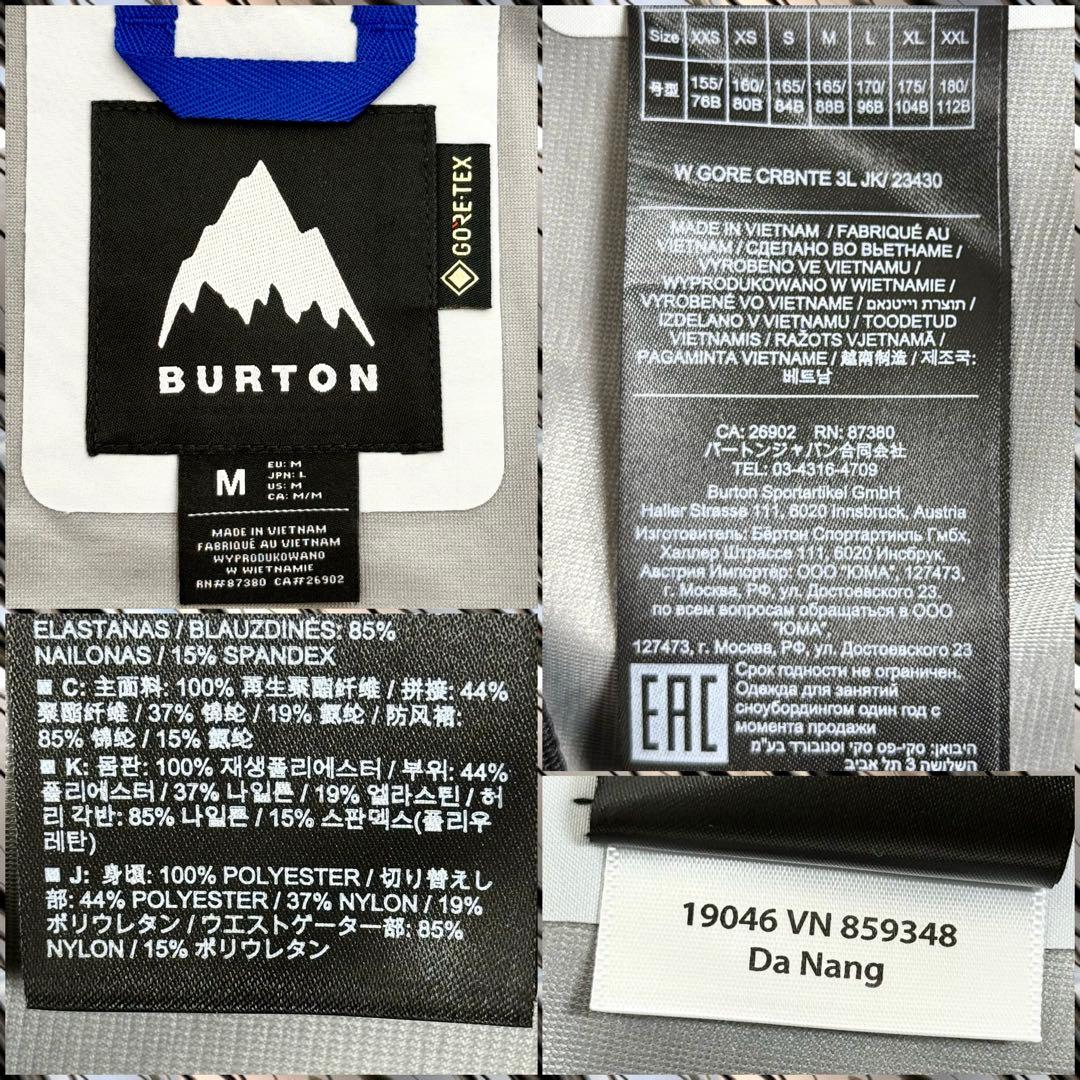 BURTON
GORE-TEX
M
EU: M
JPN: L
US: M
CA: M/M
MADE IN VIETNAM
FABRIQUÉ AU VIETNAM
WYPRODUKOWANO
W WIETNAMIE
RN#87380 CA#26902
Size XXS XS S M L XL XXL
号型 155/76B 160/80B 165/84B 165/88B 170/96B 175/104B 180/112B
W GORE CRBNTE 3L JK/ 23430
MADE IN VIETNAM / FABRIQUÉ AU
VIETNAM / СДЕЛАНО ВО ВЬЕТНАМЕ /
VYROBENO VE VIETNAMU /
WYPRODUKOWANO W WIETNAMIE /
VYROBENÉ VO VIETNAME / תוצרת וייטנאם
/ IZDELANO V VIETNAMU / TOODETUD
VIETNAMIS / RAŽOTS VJETNAMĀ /
PAGAMINTA VIETNAME / 越南制造 / 제조국:
베트남
CA: 26902 RN: 87380
バートンジャパン合同会社
TEL: 03-4316-4709
Burton Sportartikel GmbH
Haller Strasse 111, 6020 Innsbruck, Austria
Изготовитель: Бёртон Спортартикль Гмбх,
Халлер Штрассе 111, 6020 Инсбрук,
Австрия Импортер: ООО "ЮМА", 127473,
г. Москва, РФ, ул. Достоевского 23.
по всем вопросам обращаться в ООО
"ЮМА"
127473, г. Москва, РФ, ул. Достоевского 23
EAC
Срок годности не ограничен.
Одежда для занятий
сноубордингом один год с
момента продажи
היבואן: סקי-פס סקי וסנובורד בע"מ
השלושה 3 תל אביב
ELASTANAS / BLAUZDINĖS: 85%
NAILONAS / 15% SPANDEX
■ C: 主面料: 100% 再生聚酯纤维 / 拼接: 44%
聚酯纤维 / 37% 锦纶 / 19% 氨纶 / 防风裙:
85% 锦纶 / 15% 氨纶
■ K: 몸판: 100% 재생폴리에스터 / 부위: 44%
폴리에스터 / 37% 나일론 / 19% 엘라스틴 / 허
리 각반: 85% 나일론 / 15% 스판덱스(폴리우
레탄)
■ J: 身頃: 100% POLYESTER / 切り替えし
部: 44% POLYESTER / 37% NYLON / 19%
ポリウレタン / ウエストゲーター部: 85%
NYLON / 15% ポリウレタン
19046 VN 859348
Da Nang